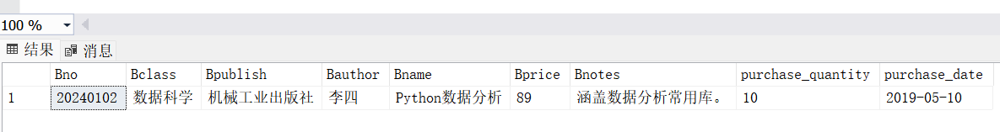 100 %
结果 消息
Bno Bclass Bpublish Bauthor Bname Bprice Bnotes purchase_quantity purchase_date
1 20240102 数据科学 机械工业出版社 李四 Python数据分析 89 涵盖数据分析常用库。 10 2019-05-10